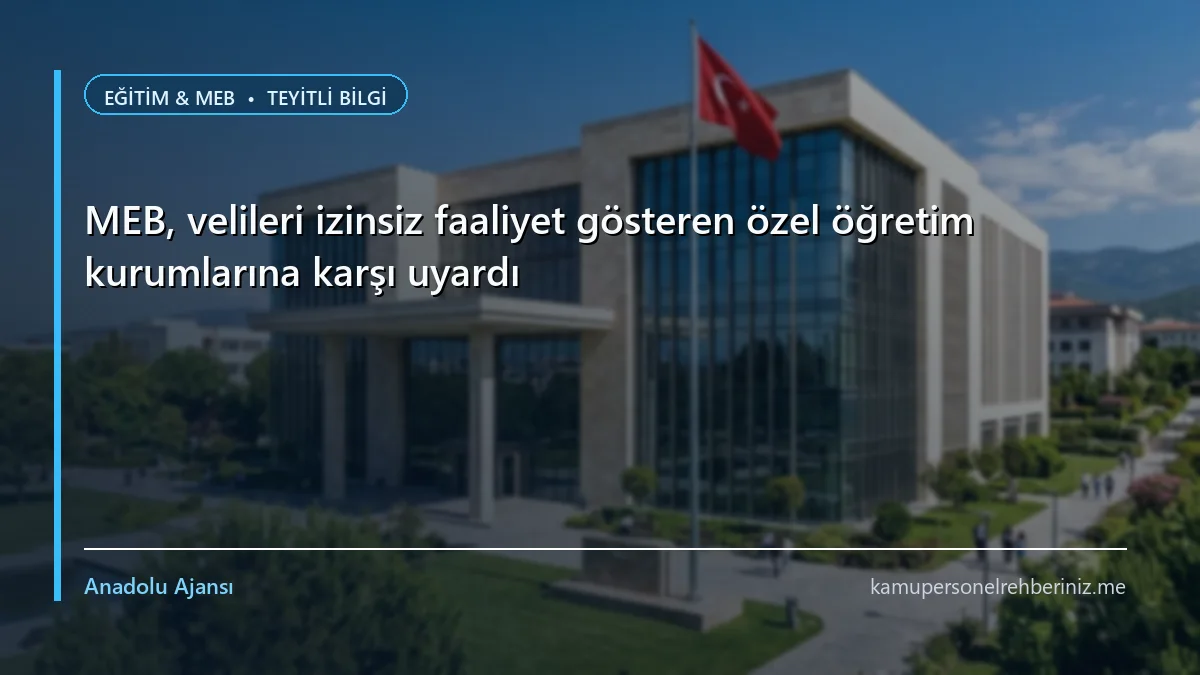 EĞİTİM & MEB • TEYİTLİ BİLGİ
MEB, velileri izinsiz faaliyet gösteren özel öğretim
kurumlarına karşı uyardı
Anadolu Ajansı
kamupersonelrehberiniz.me